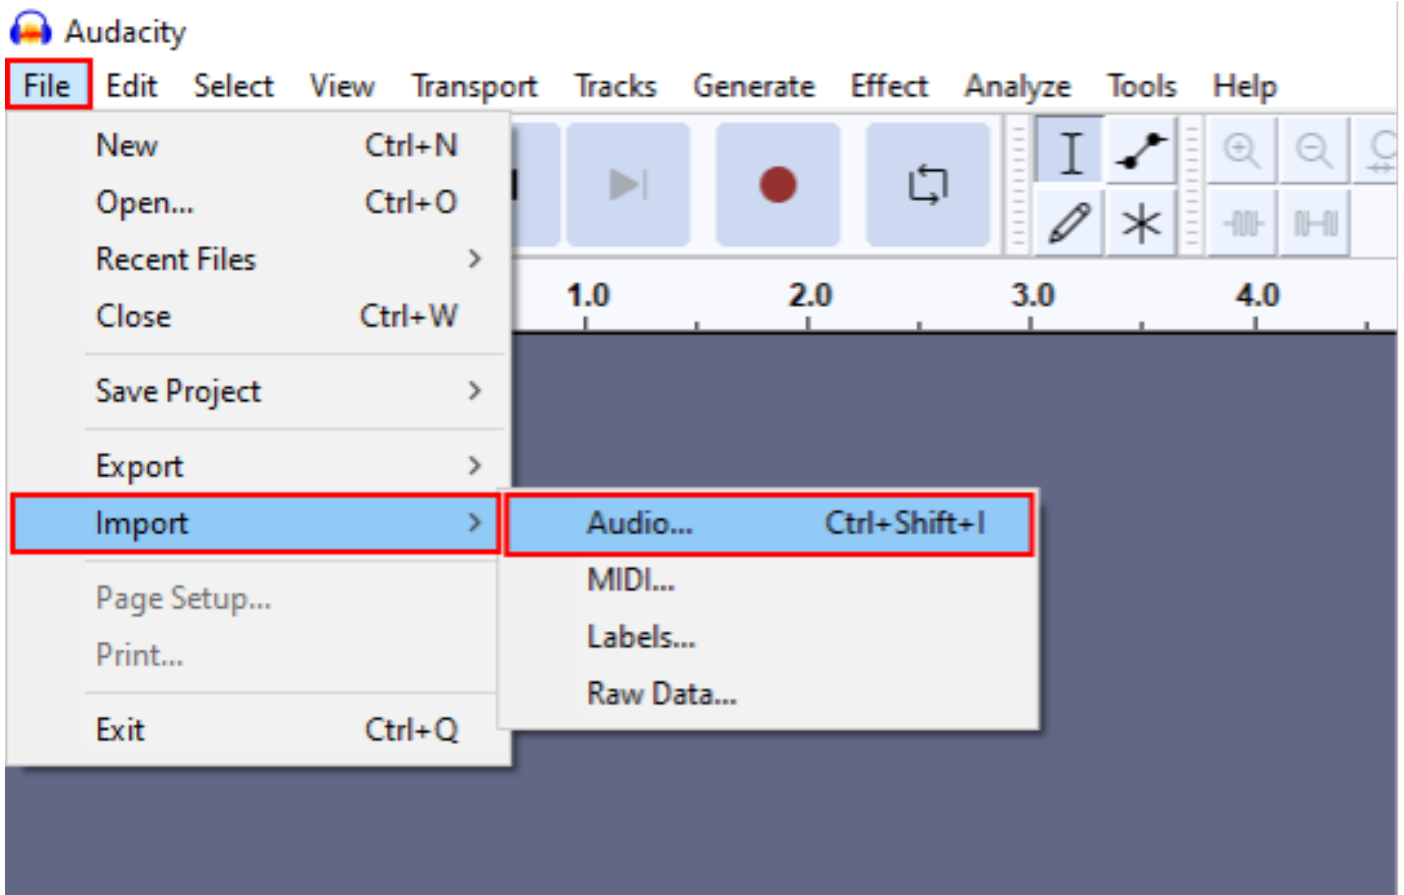 Audacity
File Edit Select View Transport Tracks Generate Effect Analyze Tools Help
New Ctrl+N
Open... Ctrl+O
Recent Files
Close Ctrl+W
1.0 2.0 3.0 4.0
Save Project
Export
Import
Audio... Ctrl+Shift+I
MIDI...
Labels...
Raw Data...
Page Setup...
Print...
Exit Ctrl+Q